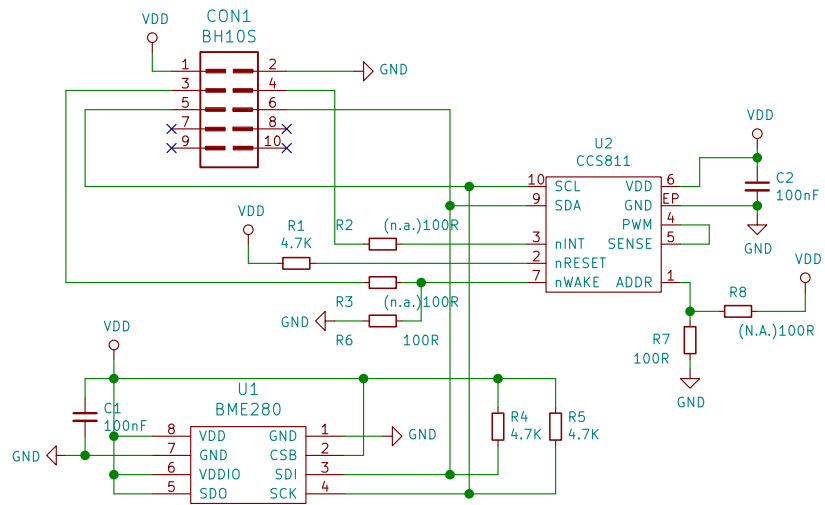 CON1
BH10S
VDD
1 2
GND
3 4
5 6
7 8
9 10
VDD
U2
CCS811
10 SCL VDD 6
9 SDA GND EP
PWM 4
3 nINT SENSE 5
2 nRESET
7 nWAKE ADDR 1
C2
100nF
GND
VDD
R1
4.7K
R2 (n.a.)100R
R3 (n.a.)100R
GND
R6 100R
VDD
R8
(N.A.)100R
R7
100R
GND
VDD
C1
100nF
U1
BME280
8 VDD GND 1
GND
7 GND CSB 2
GND
6 VDDIO SDI 3
5 SDO SCK 4
R4
4.7K
R5
4.7K